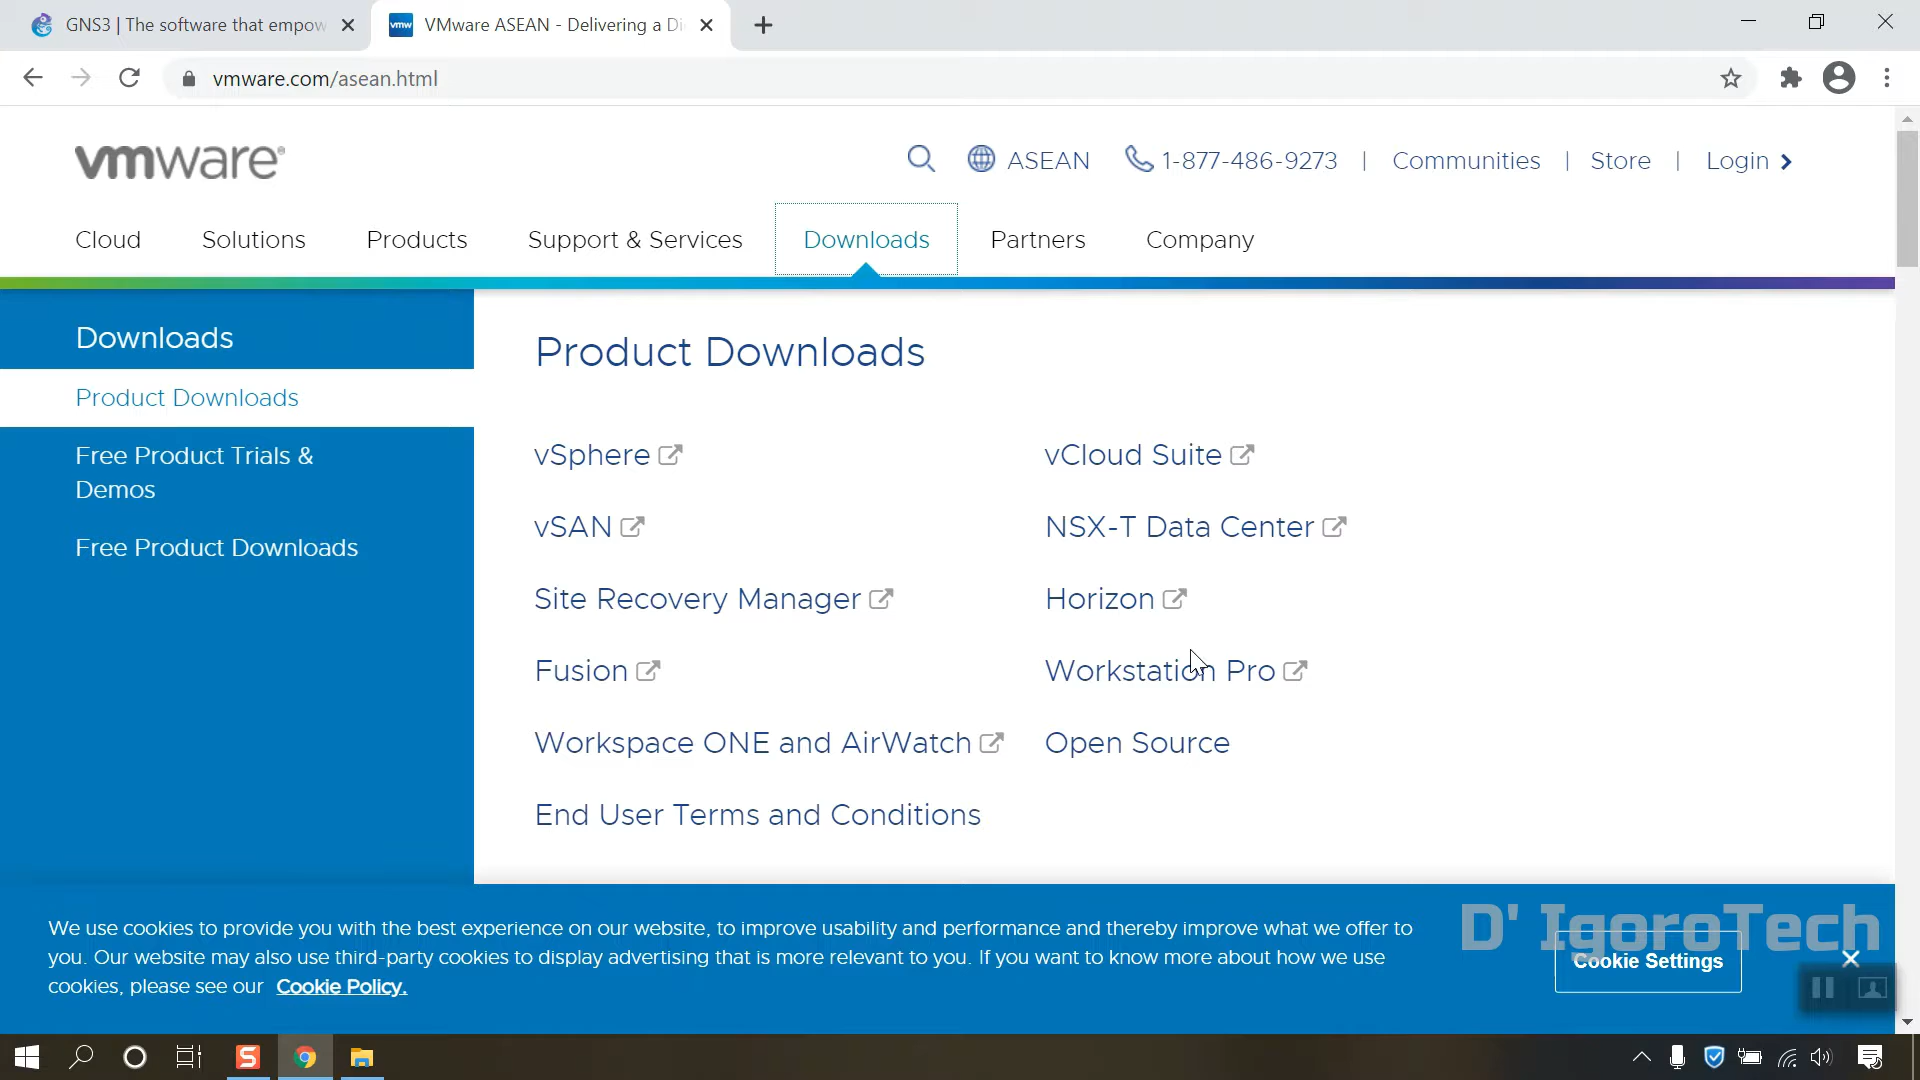 GNS3 | The software that empow
VMware ASEAN - Delivering a Di
vmware.com/asean.html
vmware®
ASEAN
1-877-486-9273 | Communities | Store | Login
Cloud Solutions Products Support & Services Downloads Partners Company
Downloads
Product Downloads
Free Product Trials &
Demos
Free Product Downloads
Product Downloads
vSphere
vCloud Suite
vSAN
NSX-T Data Center
Site Recovery Manager
Horizon
Fusion
Workstation Pro
Workspace ONE and AirWatch
Open Source
End User Terms and Conditions
We use cookies to provide you with the best experience on our website, to improve usability and performance and thereby improve what we offer to
you. Our website may also use third-party cookies to display advertising that is more relevant to you. If you want to know more about how we use
cookies, please see our Cookie Policy.
D' IgoroTech
Cookie Settings